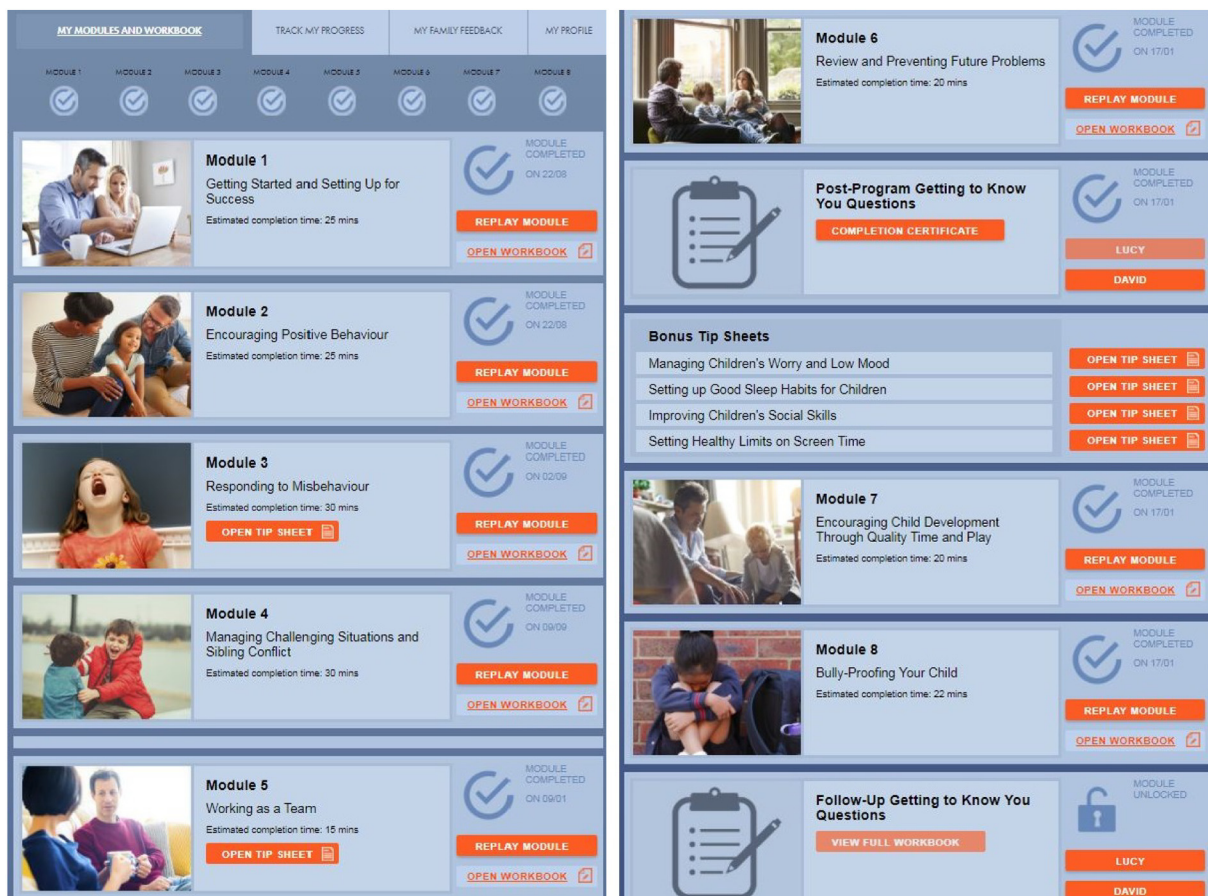 MY MODULES AND WORKBOOK
TRACK MY PROGRESS
MY FAMILY FEEDBACK
MY PROFILE
MODULE 1
MODULE 2
MODULE 3
MODULE 4
MODULE 5
MODULE 6
MODULE 7
MODULE 8
Module 1
Getting Started and Setting Up for
Success
Estimated completion time: 25 mins
MODULE
COMPLETED
ON 22/08
REPLAY MODULE
OPEN WORKBOOK
Module 2
Encouraging Positive Behaviour
Estimated completion time: 25 mins
MODULE
COMPLETED
ON 22/08
REPLAY MODULE
OPEN WORKBOOK
Module 3
Responding to Misbehaviour
Estimated completion time: 30 mins
OPEN TIP SHEET
MODULE
COMPLETED
ON 02/09
REPLAY MODULE
OPEN WORKBOOK
Module 4
Managing Challenging Situations and
Sibling Conflict
Estimated completion time: 30 mins
MODULE
COMPLETED
ON 09/09
REPLAY MODULE
OPEN WORKBOOK
Module 5
Working as a Team
Estimated completion time: 15 mins
OPEN TIP SHEET
MODULE
COMPLETED
ON 09/01
REPLAY MODULE
OPEN WORKBOOK
Module 6
Review and Preventing Future Problems
Estimated completion time: 20 mins
MODULE
COMPLETED
ON 17/01
REPLAY MODULE
OPEN WORKBOOK
Post-Program Getting to Know
You Questions
COMPLETION CERTIFICATE
MODULE
COMPLETED
ON 17/01
LUCY
DAVID
Bonus Tip Sheets
Managing Children's Worry and Low Mood
OPEN TIP SHEET
Setting up Good Sleep Habits for Children
OPEN TIP SHEET
Improving Children's Social Skills
OPEN TIP SHEET
Setting Healthy Limits on Screen Time
OPEN TIP SHEET
Module 7
Encouraging Child Development
Through Quality Time and Play
Estimated completion time: 20 mins
MODULE
COMPLETED
ON 17/01
REPLAY MODULE
OPEN WORKBOOK
Module 8
Bully-Proofing Your Child
Estimated completion time: 22 mins
MODULE
COMPLETED
ON 17/01
REPLAY MODULE
OPEN WORKBOOK
Follow-Up Getting to Know You
Questions
VIEW FULL WORKBOOK
MODULE
UNLOCKED
LUCY
DAVID